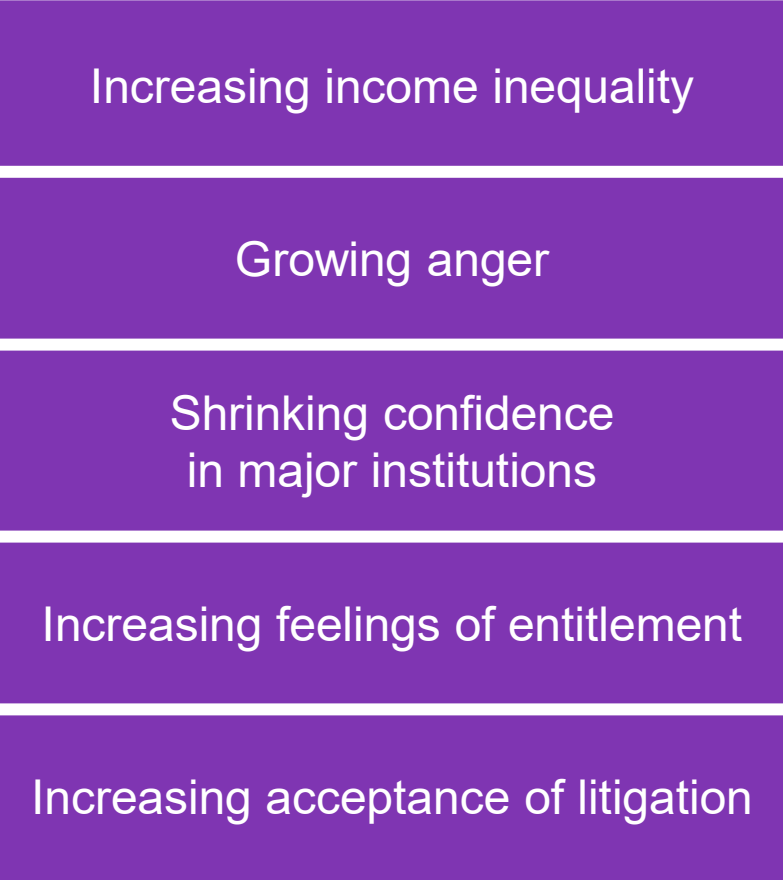 Increasing income inequality
Growing anger
Shrinking confidence
in major institutions
Increasing feelings of entitlement
Increasing acceptance of litigation